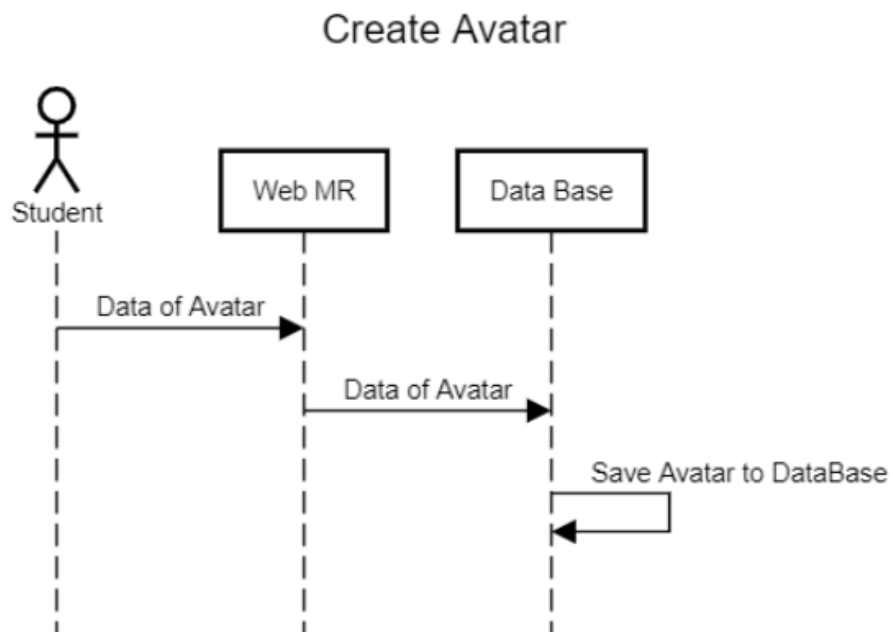 Create Avatar
Student
Web MR
Data Base
Data of Avatar
Data of Avatar
Save Avatar to DataBase